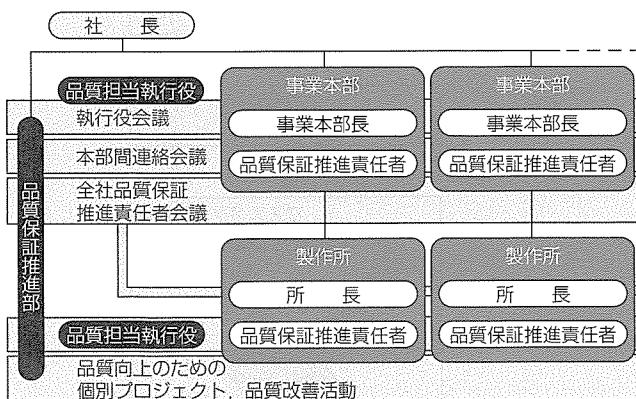 社 長
品質担当執行役
執行役会議
本部間連絡会議
全社品質保証
推進責任者会議
品質保証推進部
事業本部
事業本部長
品質保証推進責任者
事業本部
事業本部長
品質保証推進責任者
製作所
所 長
品質保証推進責任者
製作所
所 長
品質保証推進責任者
品質担当執行役
品質向上のための
個別プロジェクト，品質改善活動